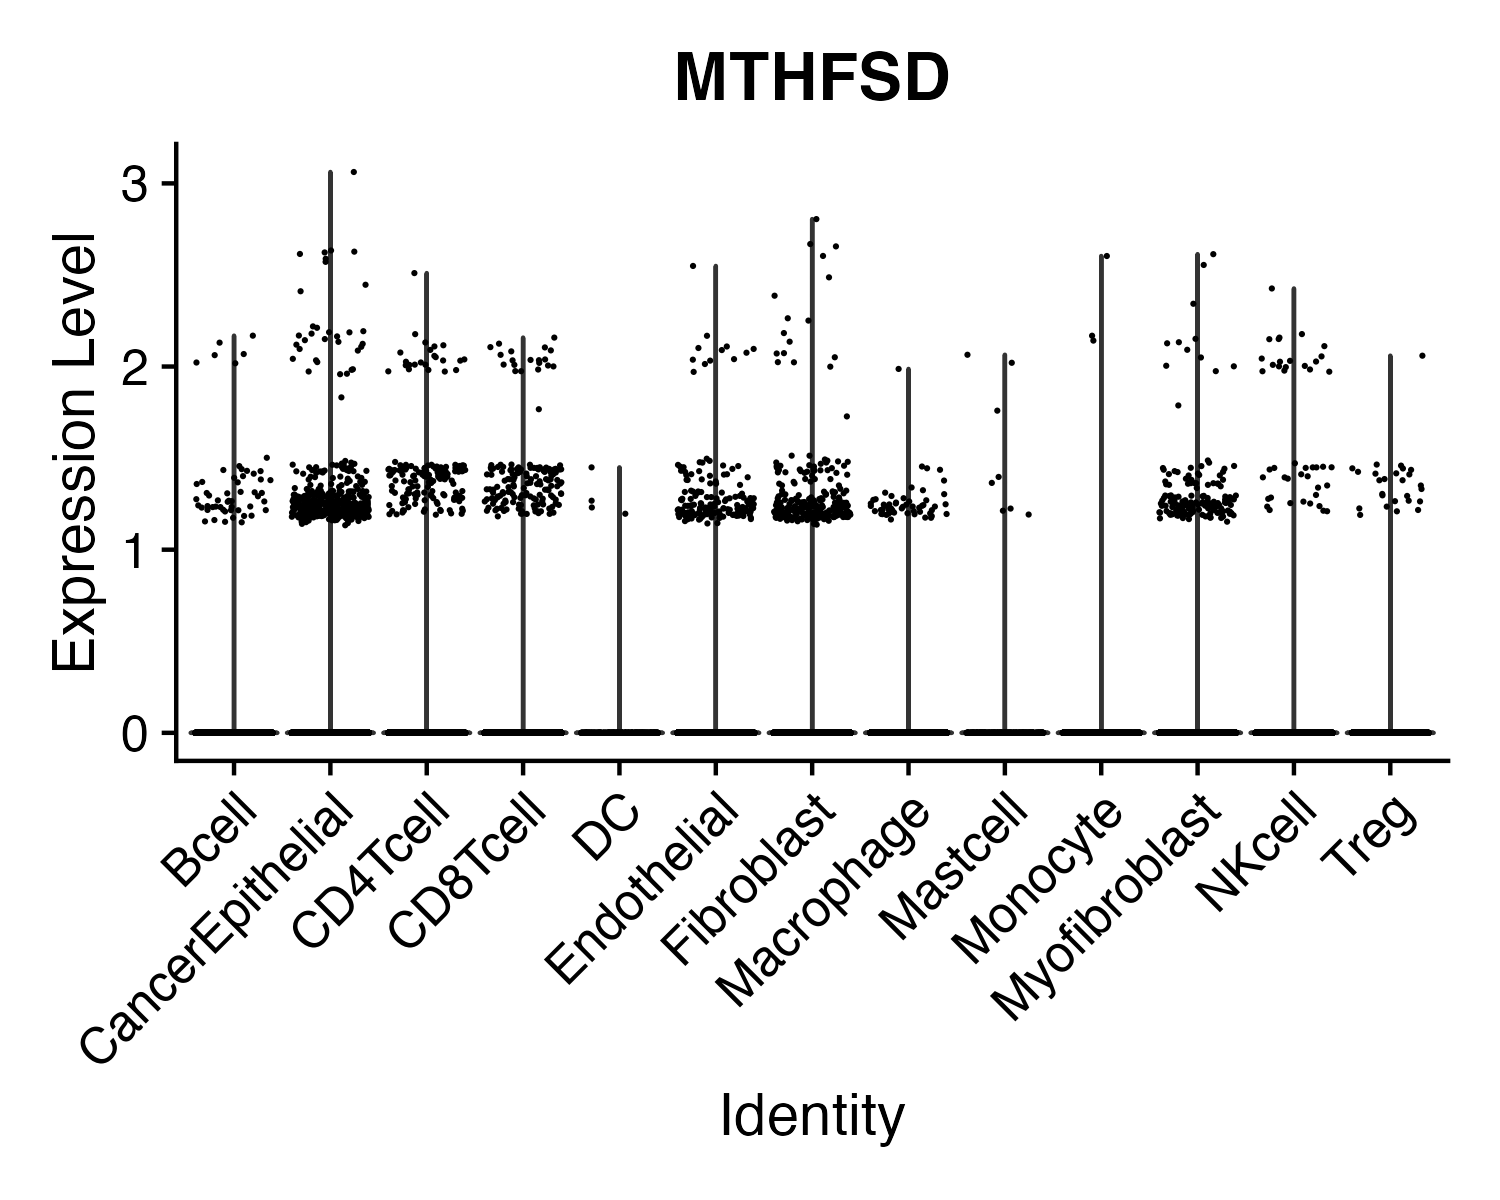 MTHFSD
Expression Level
3
2
1
0
Bcell
CancerEpithelial
CD4Tcell
CD8Tcell
DC
Endothelial
Fibroblast
Macrophage
Mastcell
Monocyte
Myofibroblast
NKcell
Treg
Identity